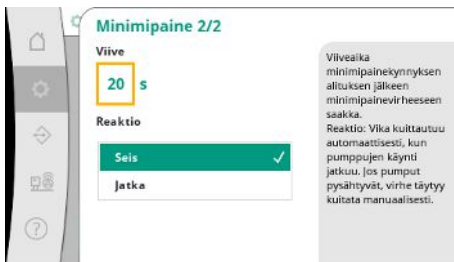 Minimipaine 2/2
Viive
20 s
Reaktio
Seis
Jatka
Viiveaika
minimipainekynnyksen
alituksen jälkeen
minimipainevirheeseen
saakka.
Reaktio: Vika kuittautuu
automaattisesti, kun
pumppujen käynti
jatkuu. Jos pumput
pysähtyvät, virhe täytyy
kuitata manuaalisesti.